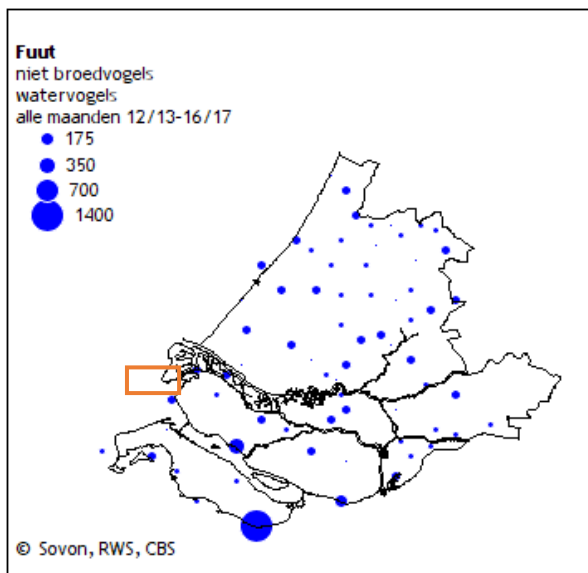 Fuut
niet broedvogels
watervogels
alle maanden 12/13-16/17
175
350
700
1400
© Sovon, RWS, CBS